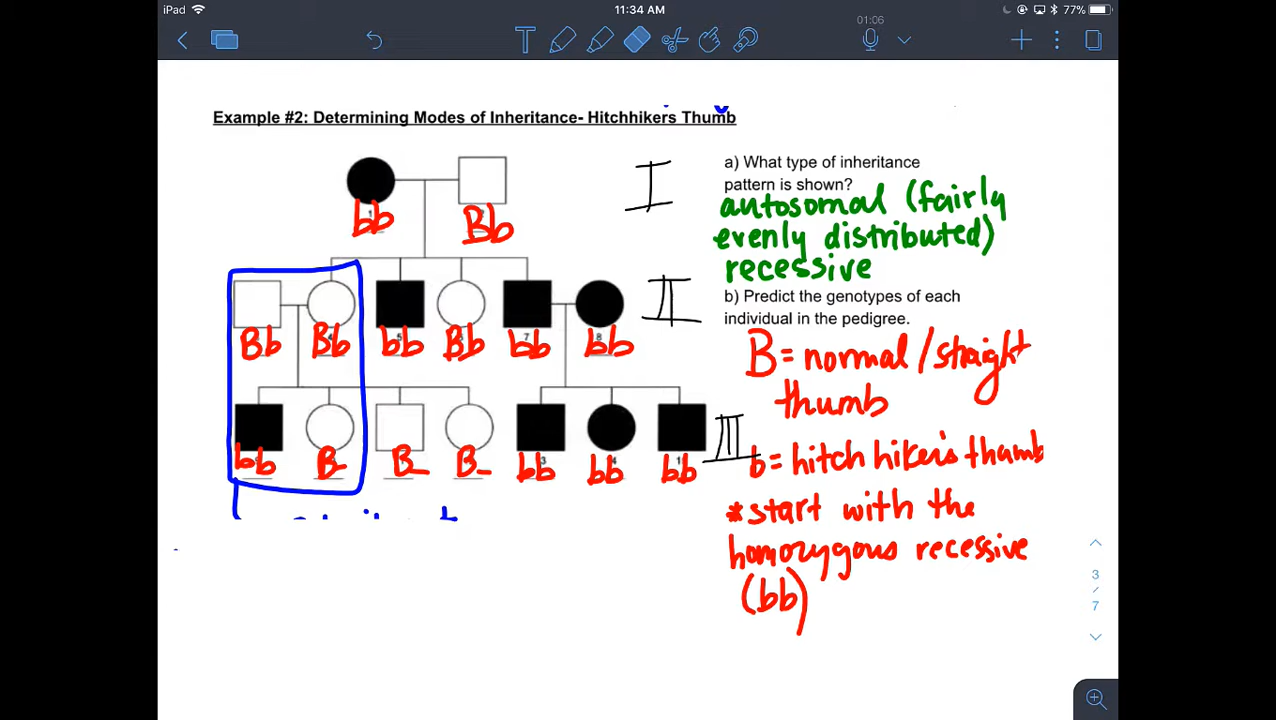 iPad
11:34 AM
77%
01:06
T
Example #2: Determining Modes of Inheritance- Hitchhikers Thumb
I
a) What type of inheritance
pattern is shown?
autosomal (fairly
evenly distributed)
recessive
bb Bb
II
b) Predict the genotypes of each
individual in the pedigree.
Bb Bb bb Bb bb bb
B = normal/straight
thumb
III
bb B- B_ B_ bb bb bb
b = hitch hiker's thumb
*start with the
homozygous recessive
(bb)
3
/
7